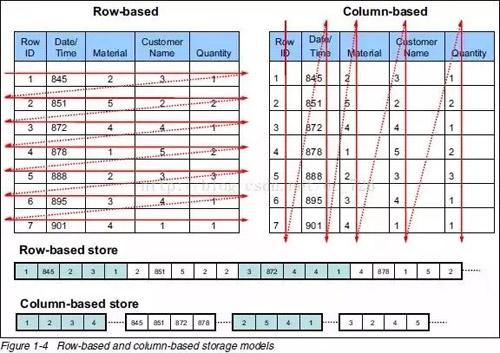 Row-based Column-based
Row ID Date/Time Material Customer Name Quantity Row ID Date/Time Material Customer Name Quantity
1 845 2 3 1 1 845 2 3 1
2 851 5 2 2 2 851 5 2 2
3 872 4 4 1 3 872 4 4 1
4 878 1 5 2 4 878 1 5 2
5 888 2 3 3 5 888 2 3 3
6 895 3 4 1 6 895 3 4 1
7 901 4 1 1 7 901 4 1 1
Row-based store
1 845 2 3 1 2 851 5 2 2 3 872 4 4 1 4 878 1 5 2
Column-based store
1 2 3 4 845 851 872 878 2 5 4 1 3 2 4 5
Figure 1-4 Row-based and column-based storage models